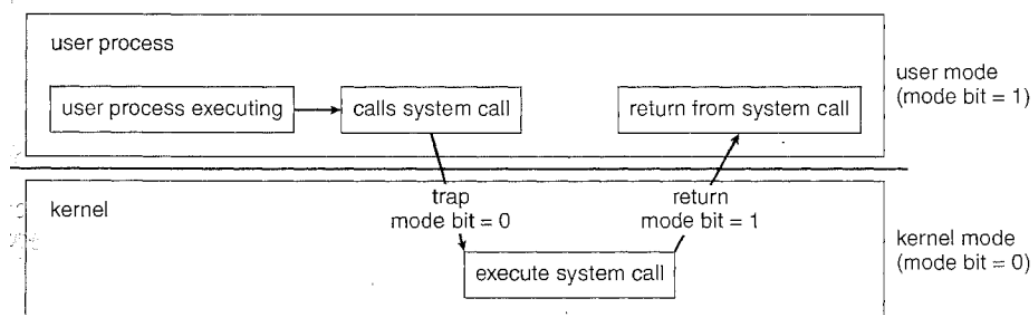 user process
user process executing
calls system call
return from system call
user mode
(mode bit = 1)
trap
mode bit = 0
return
mode bit = 1
kernel
execute system call
kernel mode
(mode bit = 0)